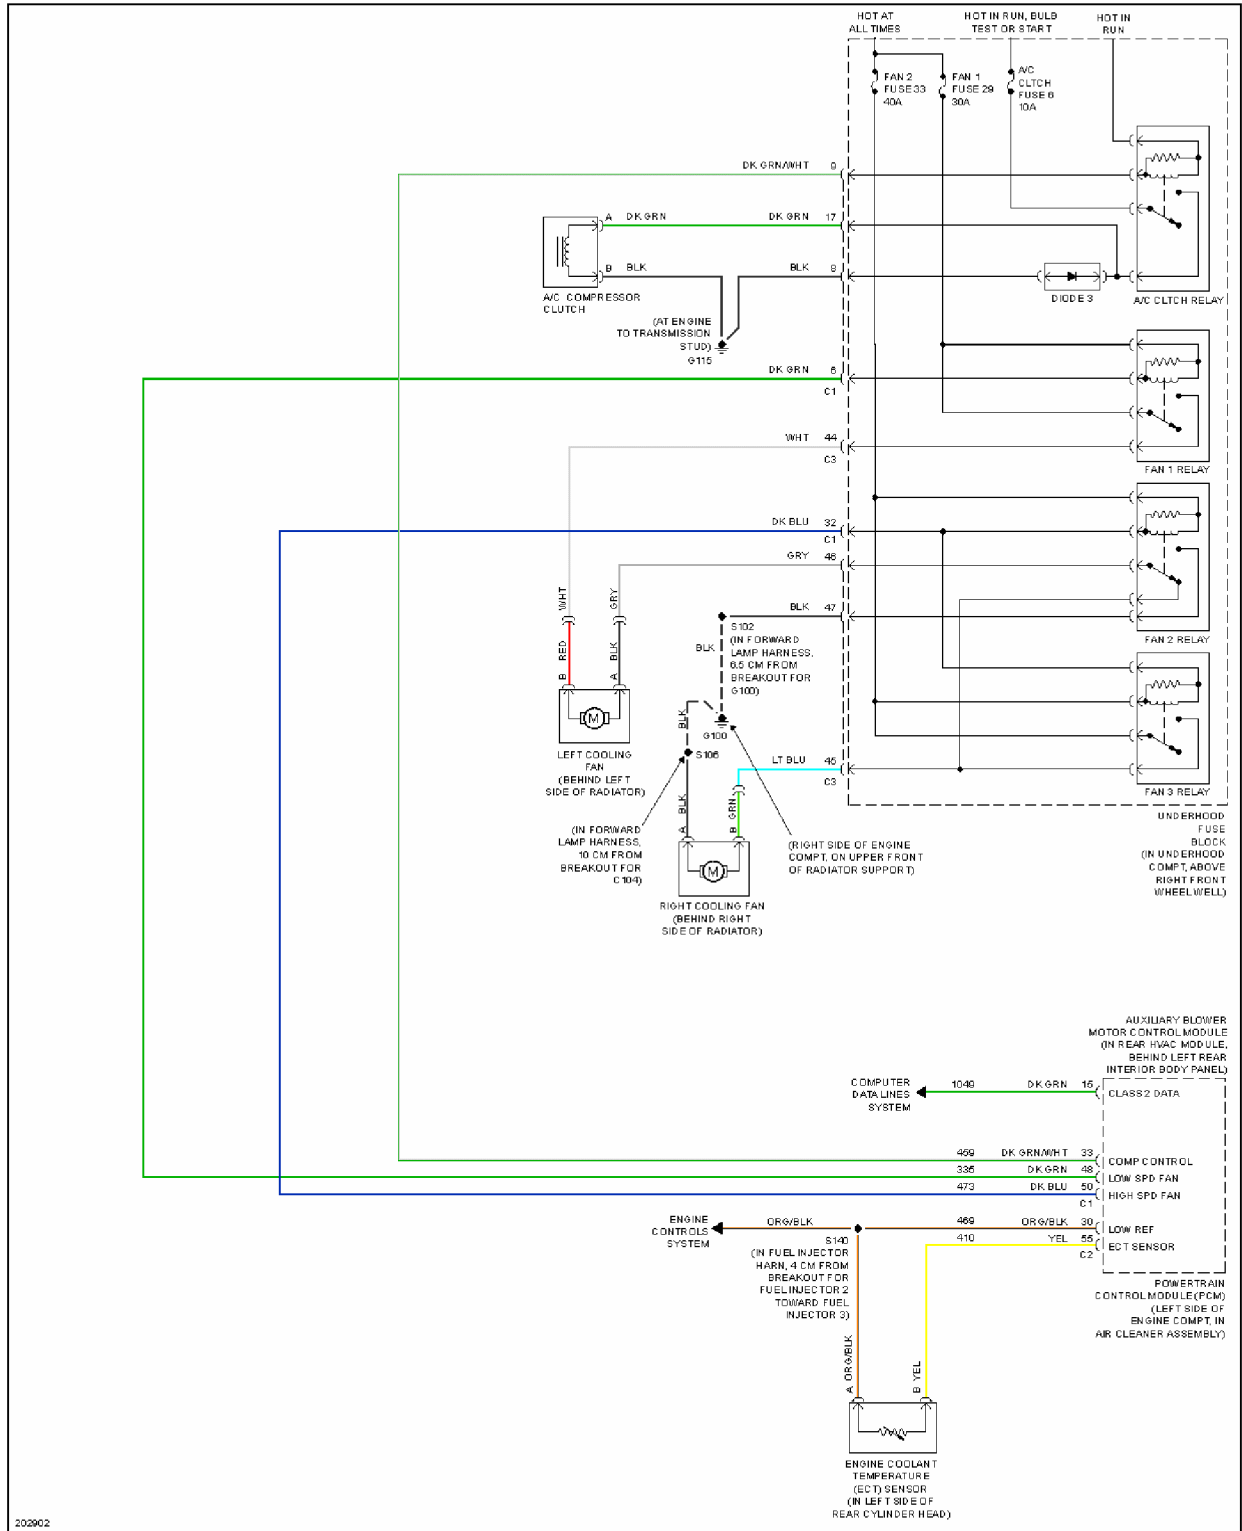 HOT AT
ALL TIMES
HOT IN RUN, BULB
TEST OR START
HOT IN
RUN
FAN 2
FUSE 33
40A
FAN 1
FUSE 29
30A
A/C
CLTCH
FUSE 6
10A
DK GRN/WHT 9
A DK GRN
DK GRN 17
B BLK
BLK 8
DIODE 3
A/C CLTCH RELAY
A/C COMPRESSOR
CLUTCH
(AT ENGINE
TO TRANSMISSION
STUD)
G115
DK GRN 6
C1
WHT 44
C3
FAN 1 RELAY
DK BLU 32
C1
GRY 46
WHT
GRY
BLK 47
S102
(IN FORWARD
LAMP HARNESS,
6.5 CM FROM
BREAKOUT FOR
G100)
BLK
FAN 2 RELAY
B RED
A BLK
M
LEFT COOLING
FAN
(BEHIND LEFT
SIDE OF RADIATOR)
BLK
G100
S106
LT BLU 45
C3
FAN 3 RELAY
A BLK
B GRN
(IN FORWARD
LAMP HARNESS,
10 CM FROM
BREAKOUT FOR
C104)
(RIGHT SIDE OF ENGINE
COMPT, ON UPPER FRONT
OF RADIATOR SUPPORT)
M
RIGHT COOLING FAN
(BEHIND RIGHT
SIDE OF RADIATOR)
UNDERHOOD
FUSE
BLOCK
(IN UNDERHOOD
COMPT, ABOVE
RIGHT FRONT
WHEELWELL)
AUXILIARY BLOWER
MOTOR CONTROL MODULE
(IN REAR HVAC MODULE,
BEHIND LEFT REAR
INTERIOR BODY PANEL)
COMPUTER
DATA LINES
SYSTEM
1049 DK GRN 15
CLASS 2 DATA
459 DK GRN/WHT 33
COMP CONTROL
335 DK GRN 48
LOW SPD FAN
473 DK BLU 50
HIGH SPD FAN
C1
ENGINE
CONTROLS
SYSTEM
ORG/BLK
469 ORG/BLK 30
LOW REF
410 YEL 55
ECT SENSOR
C2
S140
(IN FUEL INJECTOR
HARN, 4 CM FROM
BREAKOUT FOR
FUEL INJECTOR 2
TOWARD FUEL
INJECTOR 3)
POWERTRAIN
CONTROL MODULE (PCM)
(LEFT SIDE OF
ENGINE COMPT, IN
AIR CLEANER ASSEMBLY)
A ORG/BLK
B YEL
ENGINE COOLANT
TEMPERATURE
(ECT) SENSOR
(IN LEFT SIDE OF
REAR CYLINDER HEAD)
202902